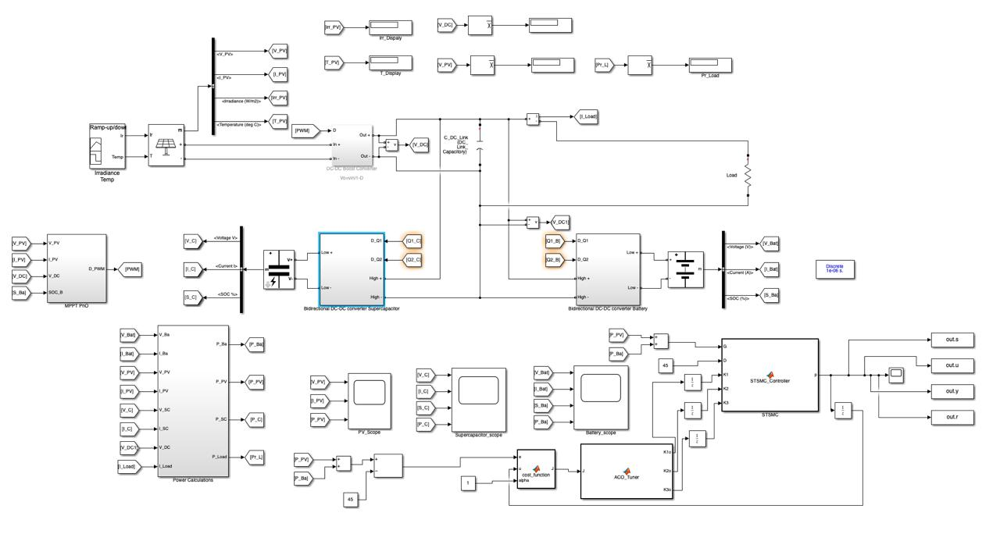 [Irr_PV]
Irr_Dispaly
[V_DC]
<V_PV>
[V_PV]
[T_PV]
T_Display
[V_PV]
[Pr_L]
Pr_Load
<I_PV>
[I_PV]
<Irradiance (W/m2)>
[Irr_PV]
<Temperature (deg C)>
[T_PV]
Ramp-up/down
Ir
Temp
Irradiance
Temp
Ir
T
m
+
-
[PWM]
D
In +
In -
Out +
Out -
DC-DC Boost Converter
Vo=vin/1-D
+
-
v
[V_DC]
C_DC_Link
(DC_
Link_
Capacitory)
+
i
-
[I_Load]
Load
+
-
v
[V_DC1]
[V_PV]
[I_PV]
[V_DC]
[S_Ba]
V_PV
I_PV
V_DC
SOC_B
D_PWM
MPPT PnO
[PWM]
[V_C]
[I_C]
[S_C]
<Voltage V>
<Current I>
<SOC %>
m
+
V+
V-
Low +
Low -
D_Q1
D_Q2
High +
High -
Bidirectional DC-DC converter Supercapacitor
[Q1_C]
[Q2_C]
[Q1_B]
[Q2_B]
D_Q1
D_Q2
High +
High -
Low +
Low -
Bidirectional DC-DC converter Battery
+
-
m
<Voltage (V)>
<Current (A)>
<SOC (%)>
[V_Bat]
[I_Bat]
[S_Ba]
Discrete
1e-06 s.
[V_Bat]
[I_Bat]
[V_PV]
[I_PV]
[V_C]
[I_C]
[V_DC1]
[I_Load]
V_Ba
I_Ba
V_PV
I_PV
V_SC
I_SC
V_DC
I_Load
P_Ba
P_PV
P_SC
P_Load
Power Calculations
[P_Ba]
[P_PV]
[P_C]
[Pr_L]
[V_PV]
[I_PV]
[P_PV]
PV_Scope
[V_C]
[I_C]
[S_C]
[P_C]
Supercapacitor_scope
[V_Bat]
[I_Bat]
[S_Ba]
[P_Ba]
Battery_scope
[P_PV]
[P_Ba]
+
+
45
G
D
K1
K2
K3
STSMC_Controller
p
STSMC
out.s
out.u
out.y
out.r
[P_PV]
[P_Ba]
+
+
45
+
-
1
e
u
alpha
cost_function
J
J
ACO_Tuner
K1o
K2o
K3o